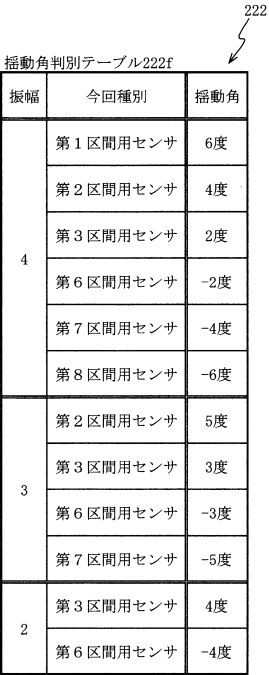 222
揺動角判別テーブル222f
振幅 今回種別 揺動角
4
第1区間用センサ 6度
第2区間用センサ 4度
第3区間用センサ 2度
第6区間用センサ -2度
第7区間用センサ -4度
第8区間用センサ -6度
3
第2区間用センサ 5度
第3区間用センサ 3度
第6区間用センサ -3度
第7区間用センサ -5度
2
第3区間用センサ 4度
第6区間用センサ -4度